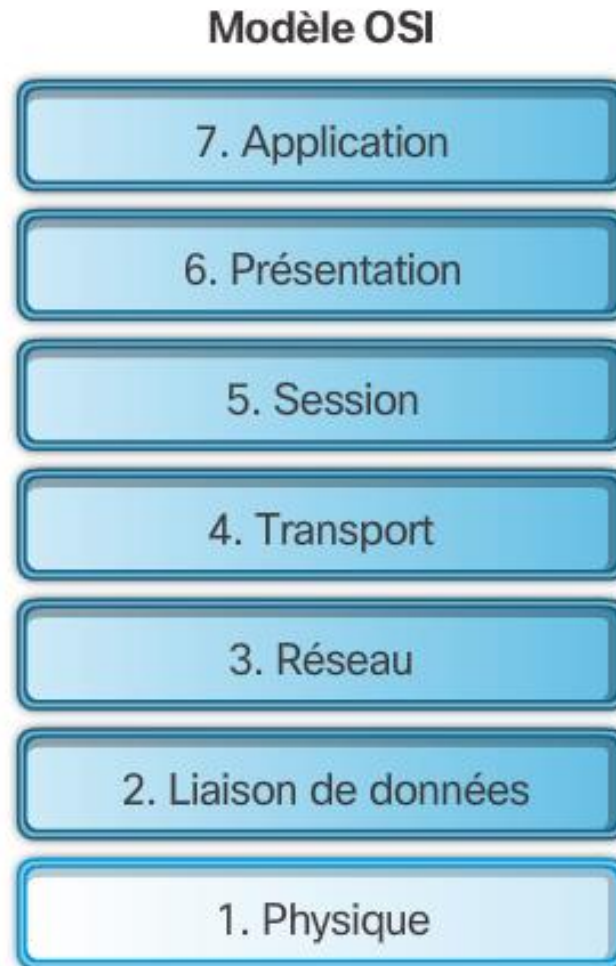 Modèle OSI
7. Application
6. Présentation
5. Session
4. Transport
3. Réseau
2. Liaison de données
1. Physique